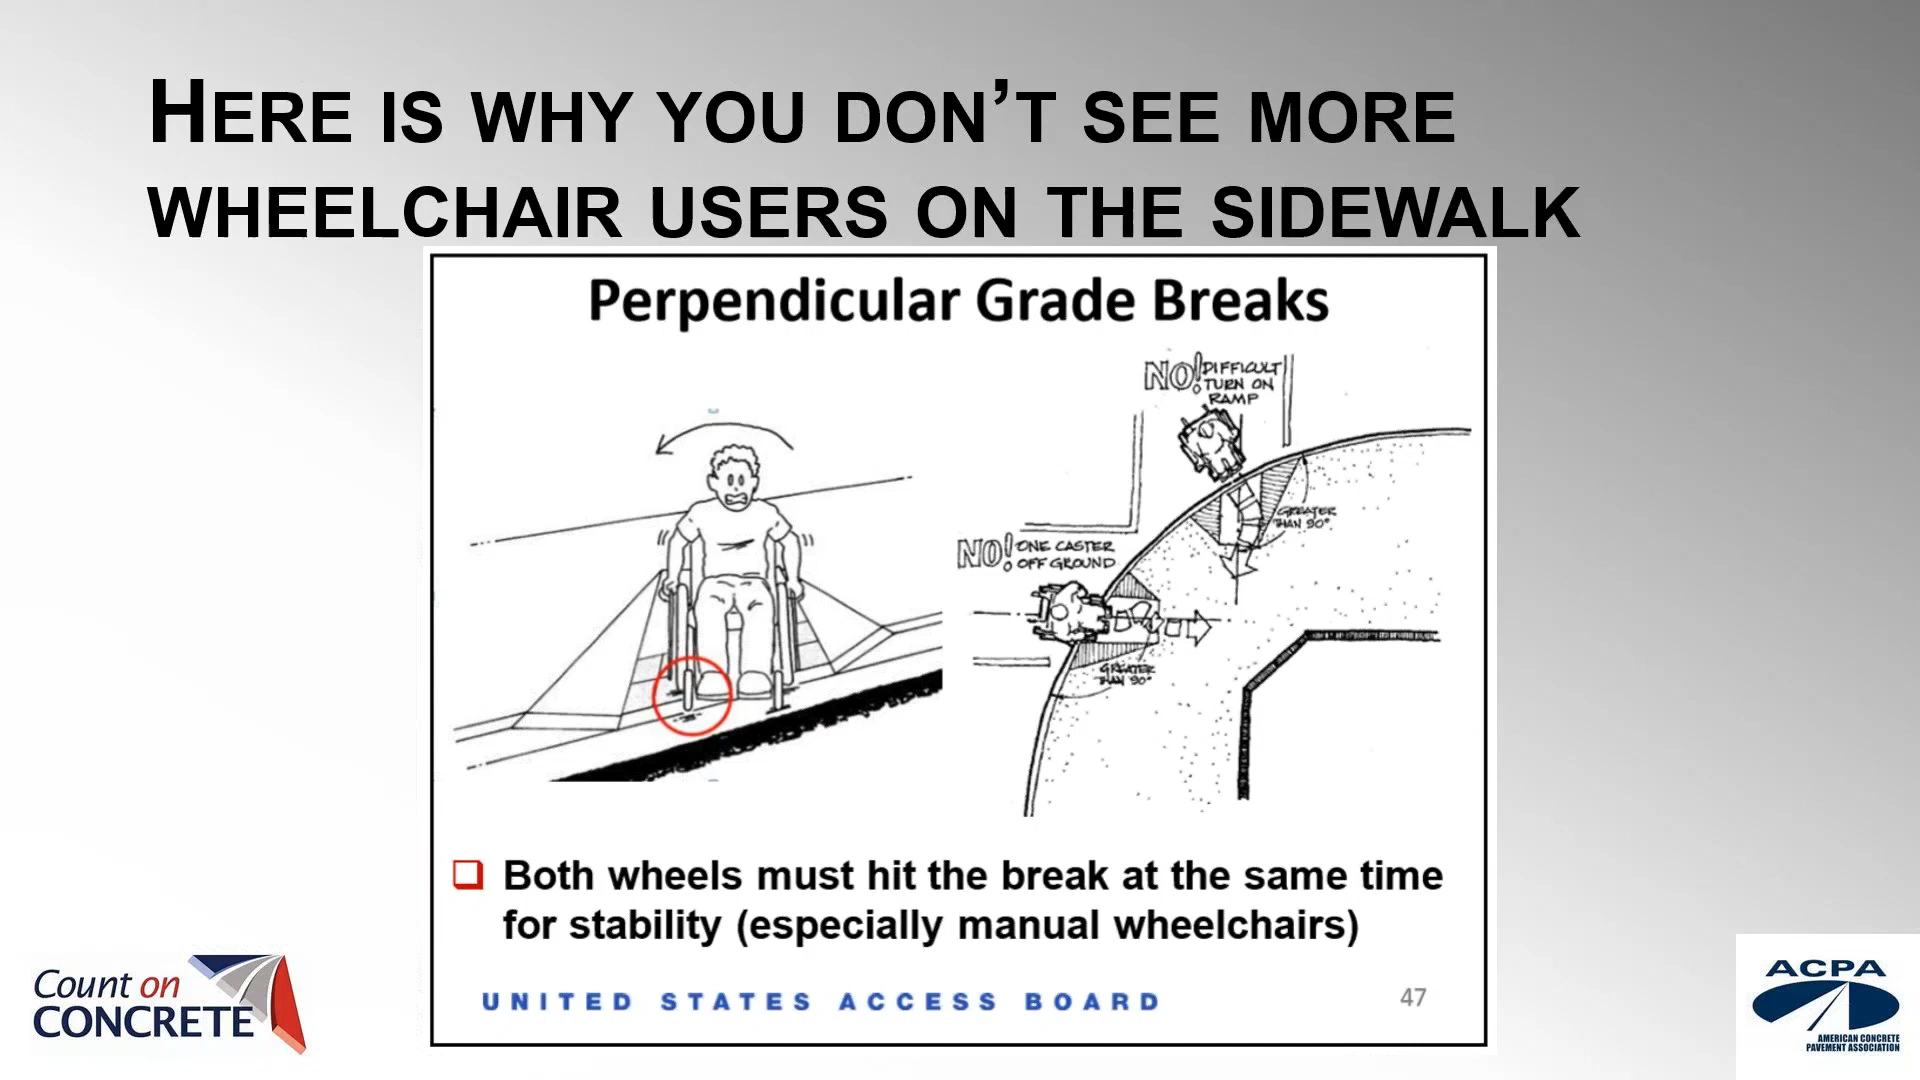 HERE IS WHY YOU DON’T SEE MORE
WHEELCHAIR USERS ON THE SIDEWALK
Perpendicular Grade Breaks
NO! DIFFICULT
TURN ON
RAMP
GREATER
THAN 90°
NO! ONE CASTER
OFF GROUND
GREATER
THAN 90°
❑ Both wheels must hit the break at the same time
for stability (especially manual wheelchairs)
UNITED STATES ACCESS BOARD
47
Count on
CONCRETE
ACPA
AMERICAN CONCRETE
PAVEMENT ASSOCIATION